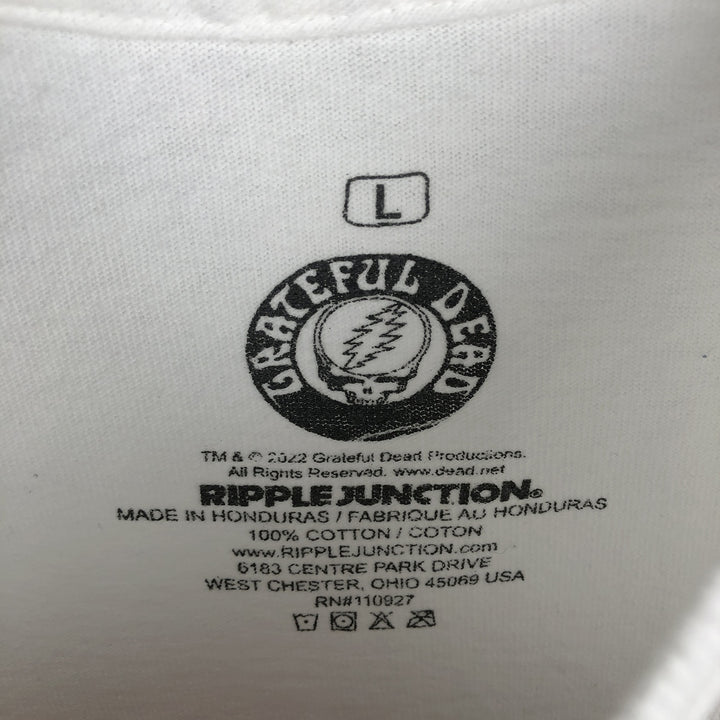 L
GRATEFUL DEAD
TM & © 2022 Grateful Dead Productions.
All Rights Reserved. www.dead.net
RIPPLE JUNCTION®
MADE IN HONDURAS / FABRIQUE AU HONDURAS
100% COTTON / COTON
www.RIPPLEJUNCTION.com
6183 CENTRE PARK DRIVE
WEST CHESTER, OHIO 45069 USA
RN#110927